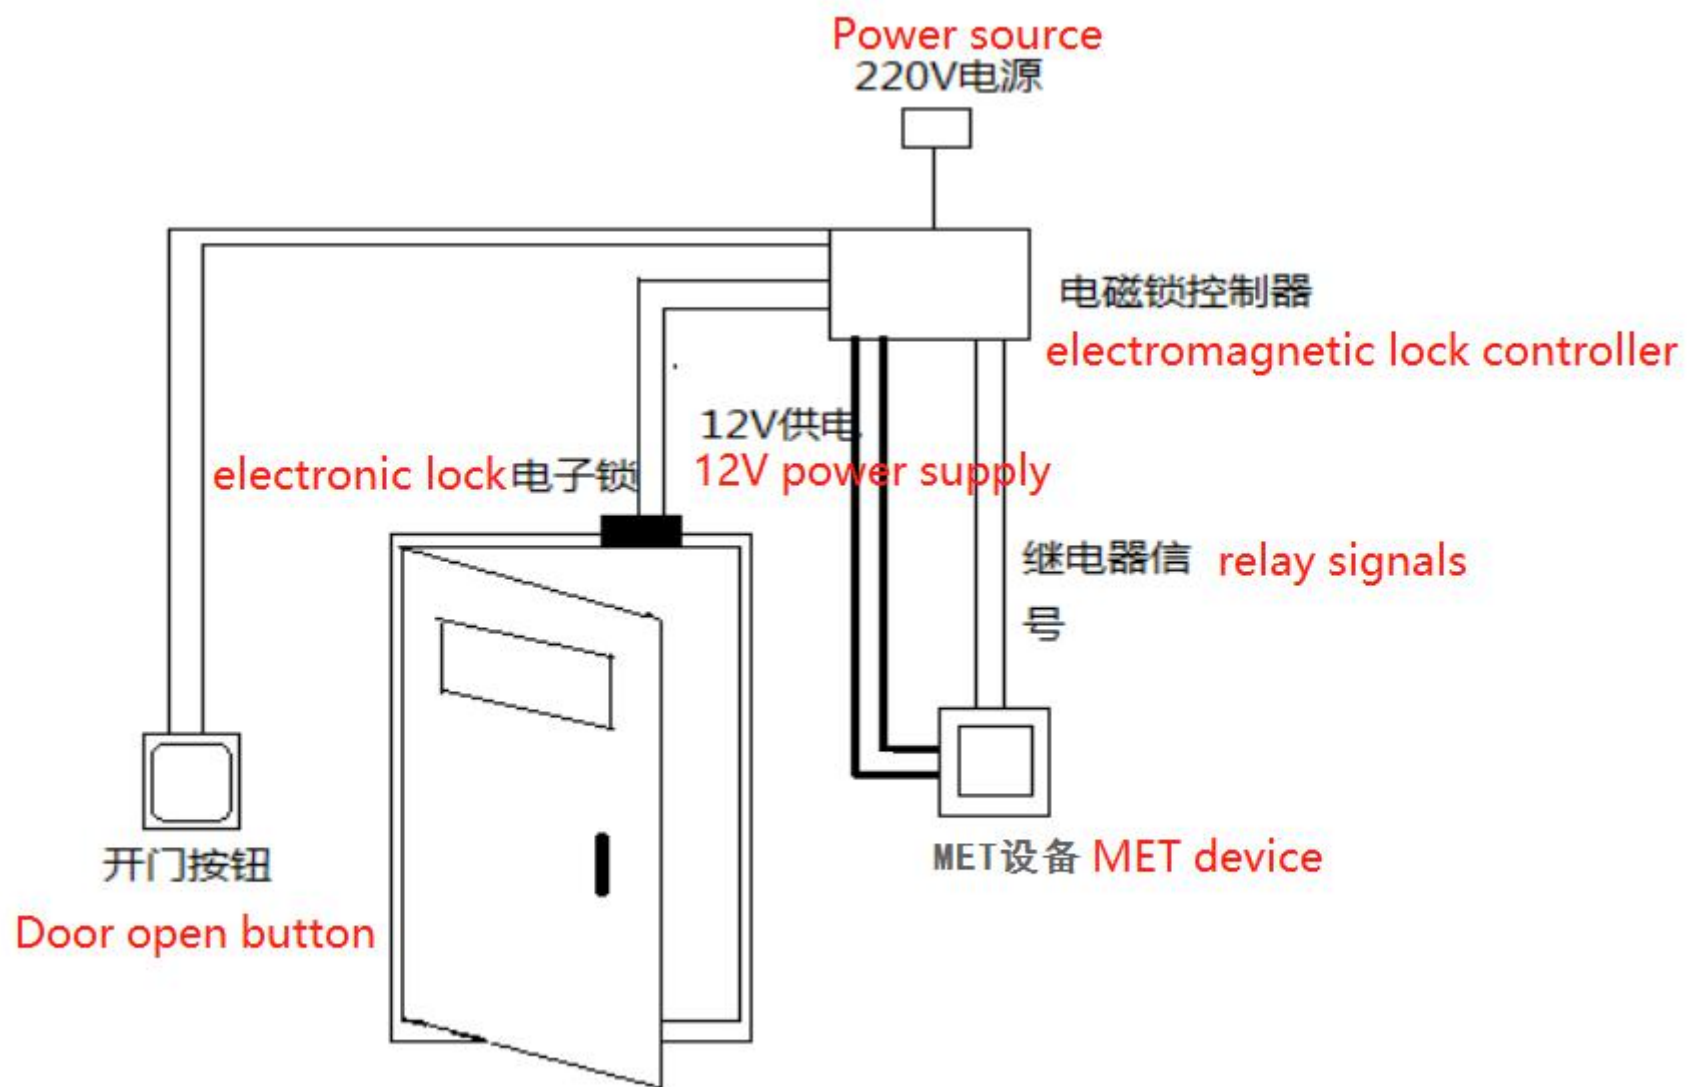 Power source
220V电源
电磁锁控制器
electromagnetic lock controller
12V供电
electronic lock电子锁
12V power supply
继电器信 relay signals
号
MET设备 MET device
开门按钮
Door open button